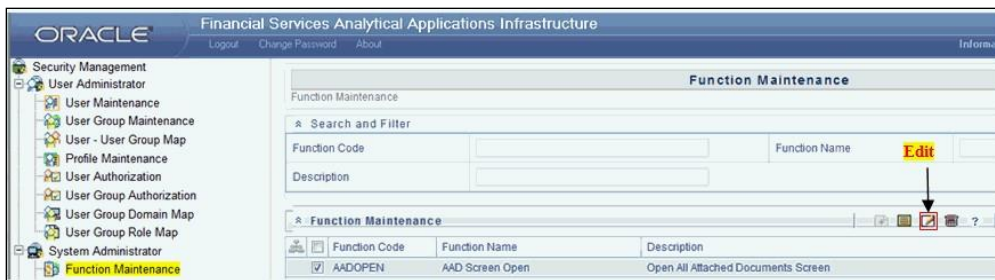 ORACLE
Financial Services Analytical Applications Infrastructure
Logout Change Password About
Security Management
User Administrator
User Maintenance
User Group Maintenance
User - User Group Map
Profile Maintenance
User Authorization
User Group Authorization
User Group Domain Map
User Group Role Map
System Administrator
Function Maintenance
Function Maintenance
Function Maintenance
Search and Filter
Function Code
Function Name
Edit
Description
Function Maintenance
?
Function Code Function Name Description
AADOPEN AAD Screen Open Open All Attached Documents Screen